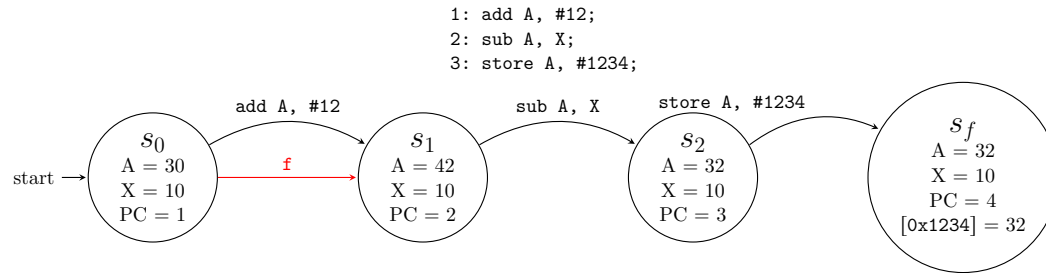 1: add A, #12;
2: sub A, X;
3: store A, #1234;
add A, #12
sub A, X
store A, #1234
start
s0
A = 30
X = 10
PC = 1
f
s1
A = 42
X = 10
PC = 2
s2
A = 32
X = 10
PC = 3
sf
A = 32
X = 10
PC = 4
[0x1234] = 32